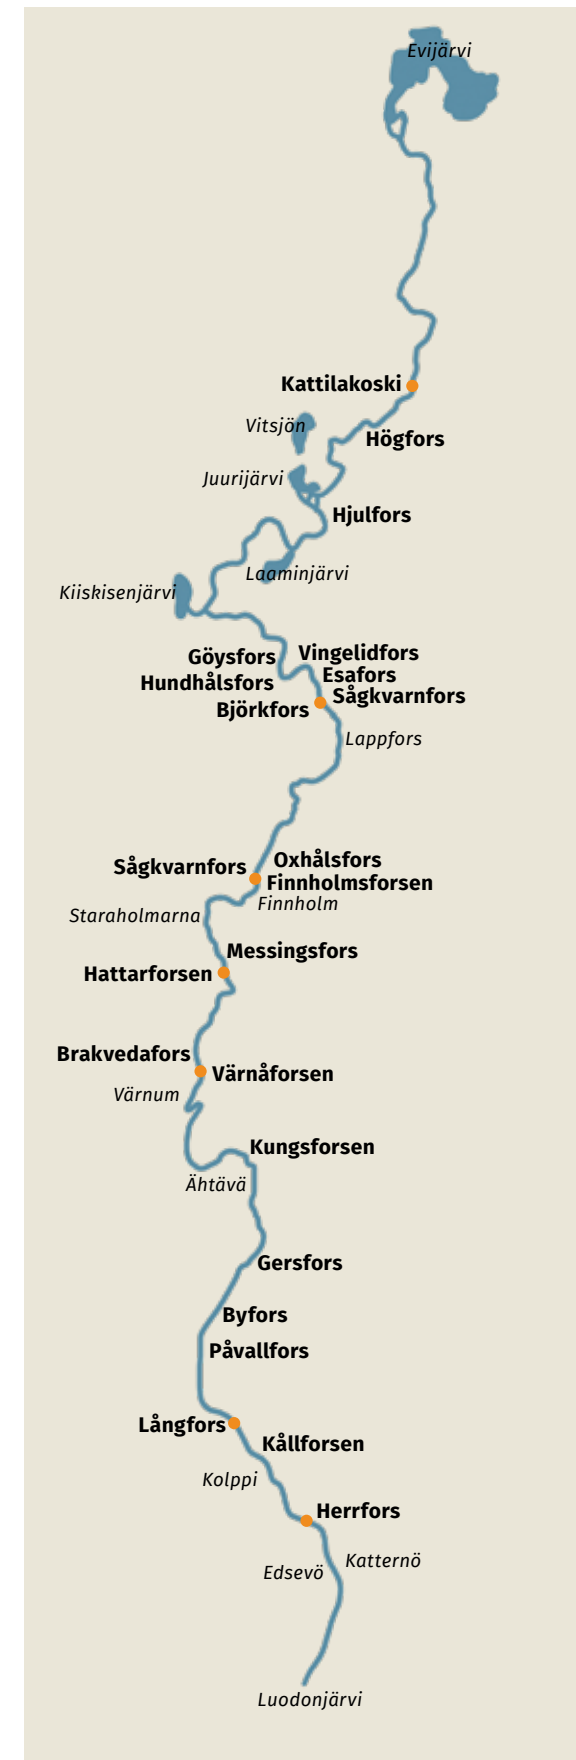 Evijärvi
Kattilakoski
Vitsjön
Högfors
Juurijärvi
Hjulfors
Laaminjärvi
Kiiskisenjärvi
Göysfors
Vingelidfors
Esafors
Hundhålsfors
Sågkvarnfors
Björkfors
Lappfors
Oxhålsfors
Sågkvarnfors
Finnholmsforsen
Finnholm
Staraholmarna
Messingsfors
Hattarforsen
Brakvedafors
Värnåforsen
Värnum
Kungsforsen
Ähtävä
Gersfors
Byfors
Påvallfors
Långfors
Kållforsen
Kolppi
Herrfors
Katternö
Edsevö
Luodonjärvi